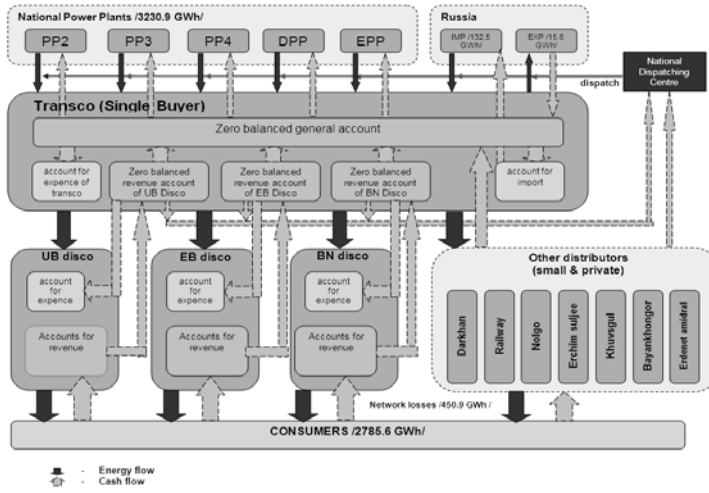 National Power Plants /3230.9 GWh/
Russia
PP2
PP3
PP4
DPP
EPP
IMP /132.5
GWh/
EXP /15.8
GWh/
National
Dispatching
Centre
dispatch
Transco (Single Buyer)
Zero balanced general account
account for
expence of
transco
Zero balanced
revenue account
of UB Disco
Zero balanced
revenue account
of EB Disco
Zero balanced
revenue account
of BN Disco
account for
import
UB disco
EB disco
BN disco
Other distributors
(small & private)
account
for
expence
account
for
expence
account
for
expence
Accounts for
revenue
Accounts for
revenue
Accounts for
revenue
Darkhan
Railway
Nolgo
Erchim suljee
Khuvsgul
Bayankhongor
Erdenet amidral
Network losses /450.9 GWh /
CONSUMERS /2785.6 GWh/
- Energy flow
- Cash flow